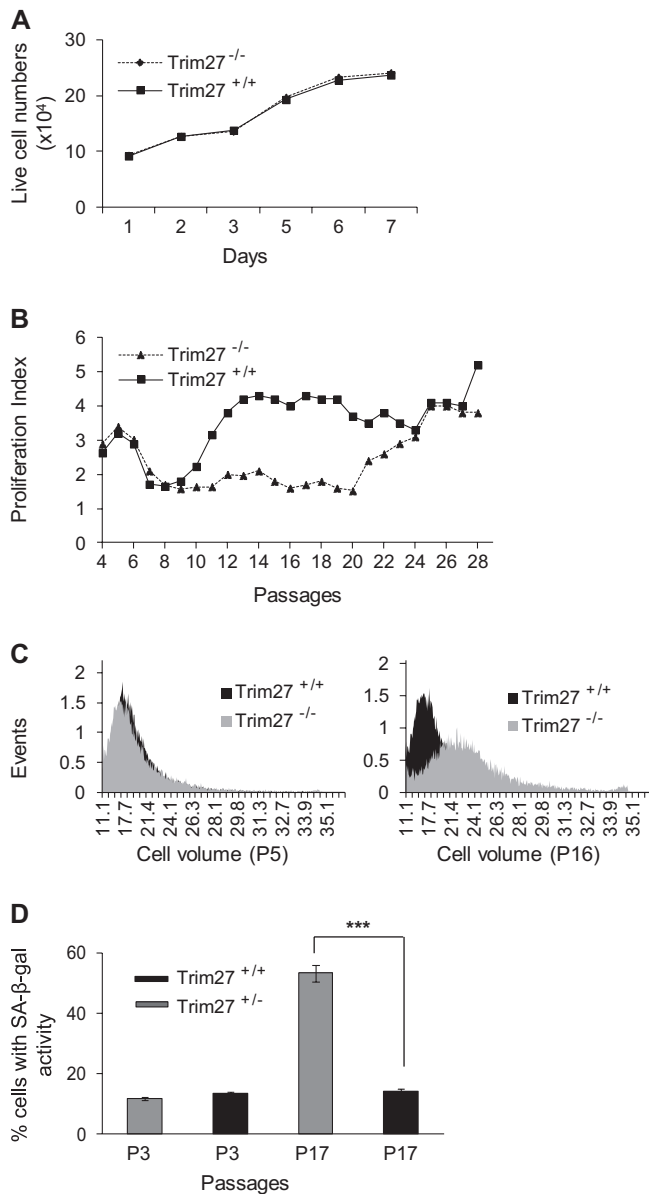 A
Live cell numbers
(x10⁴)
30
20
10
0
Trim27 -/-
Trim27 +/+
1 2 3 5 6 7
Days
B
Proliferation Index
6
5
4
3
2
1
0
Trim27 -/-
Trim27 +/+
4 6 8 10 12 14 16 18 20 22 24 26 28
Passages
C
Events
2
1.5
1
0.5
0
Trim27 +/+
Trim27 -/-
11.1 17.7 21.4 24.1 26.3 28.1 29.8 31.3 32.7 33.9 35.1
Cell volume (P5)
2
1.5
1
0.5
0
Trim27 +/+
Trim27 -/-
11.1 17.7 21.4 24.1 26.3 28.1 29.8 31.3 32.7 33.9 35.1
Cell volume (P16)
D
% cells with SA-β-gal
activity
60
40
20
0
Trim27 +/+
Trim27 +/-
***
P3 P3 P17 P17
Passages